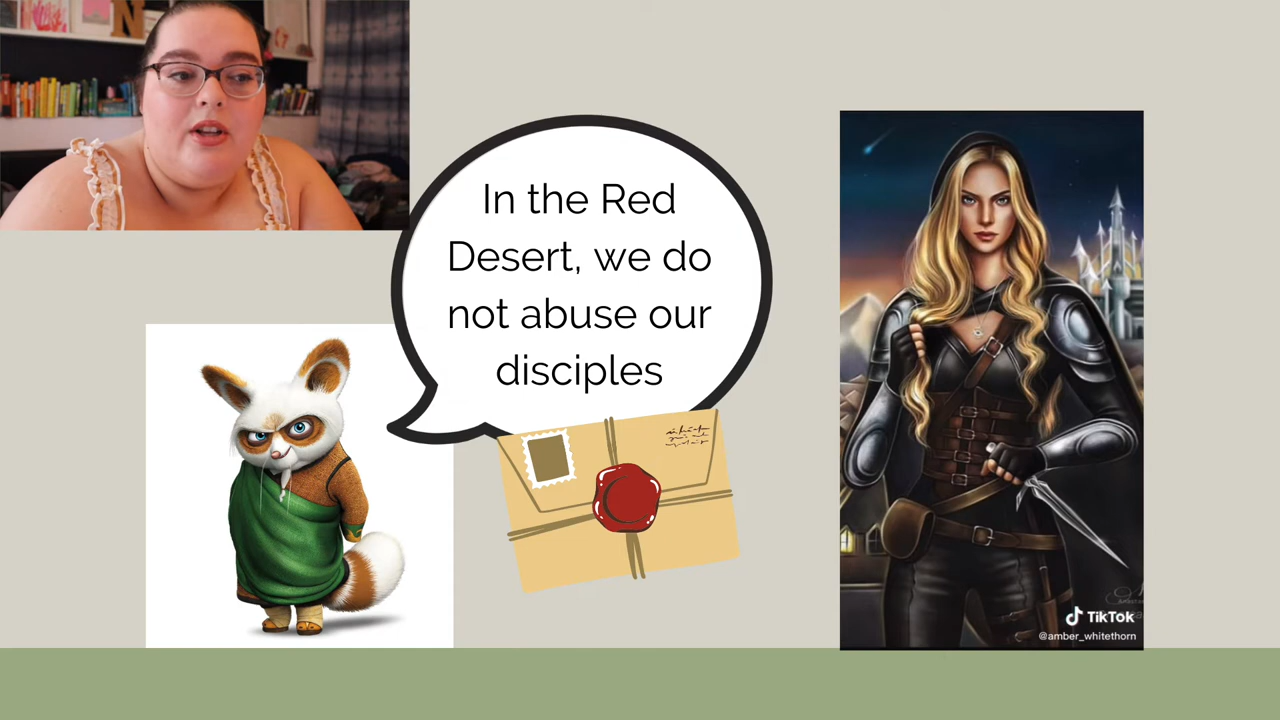 In the Red
Desert, we do
not abuse our
disciples
N
TikTok
@amber_whitethorn